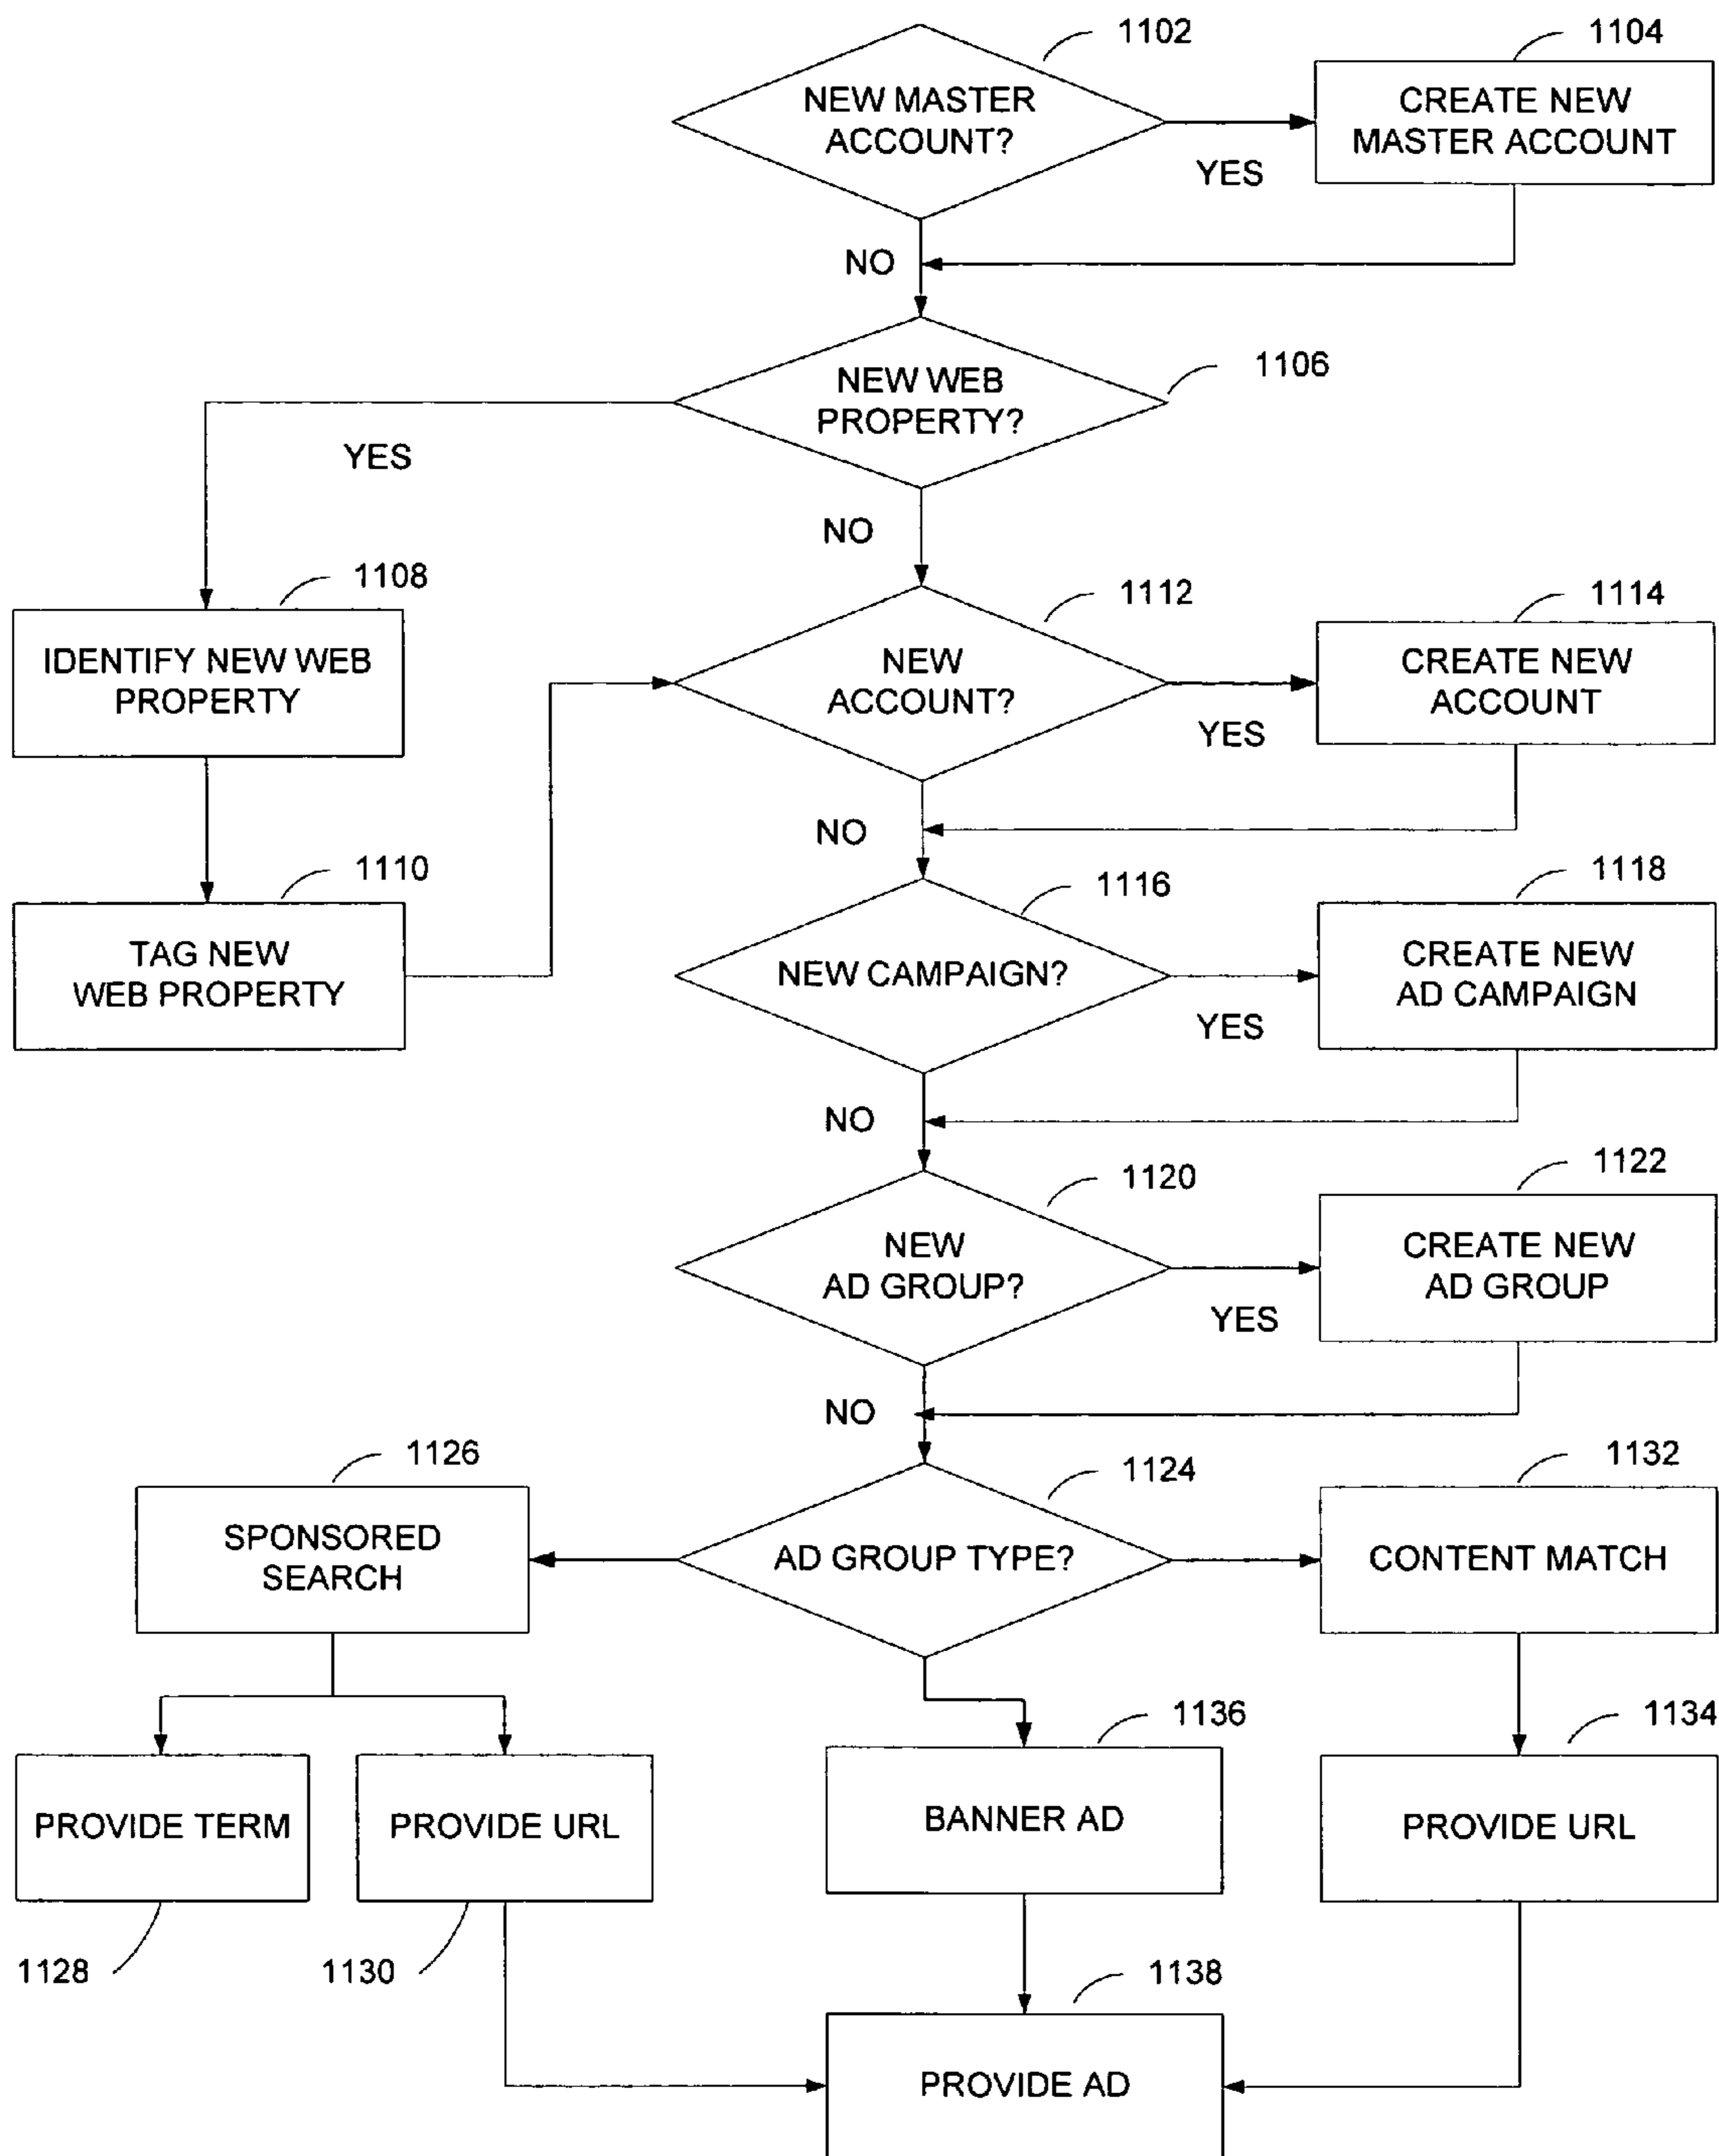 1102
NEW MASTER
ACCOUNT?
YES
1104
CREATE NEW
MASTER ACCOUNT
NO
1106
NEW WEB
PROPERTY?
YES
NO
1108
IDENTIFY NEW WEB
PROPERTY
1110
TAG NEW
WEB PROPERTY
1112
NEW
ACCOUNT?
YES
1114
CREATE NEW
ACCOUNT
NO
1116
NEW CAMPAIGN?
YES
1118
CREATE NEW
AD CAMPAIGN
NO
1120
NEW
AD GROUP?
YES
1122
CREATE NEW
AD GROUP
NO
1124
AD GROUP TYPE?
1126
SPONSORED
SEARCH
1132
CONTENT MATCH
PROVIDE TERM
1128
PROVIDE URL
1130
1136
BANNER AD
1134
PROVIDE URL
1138
PROVIDE AD